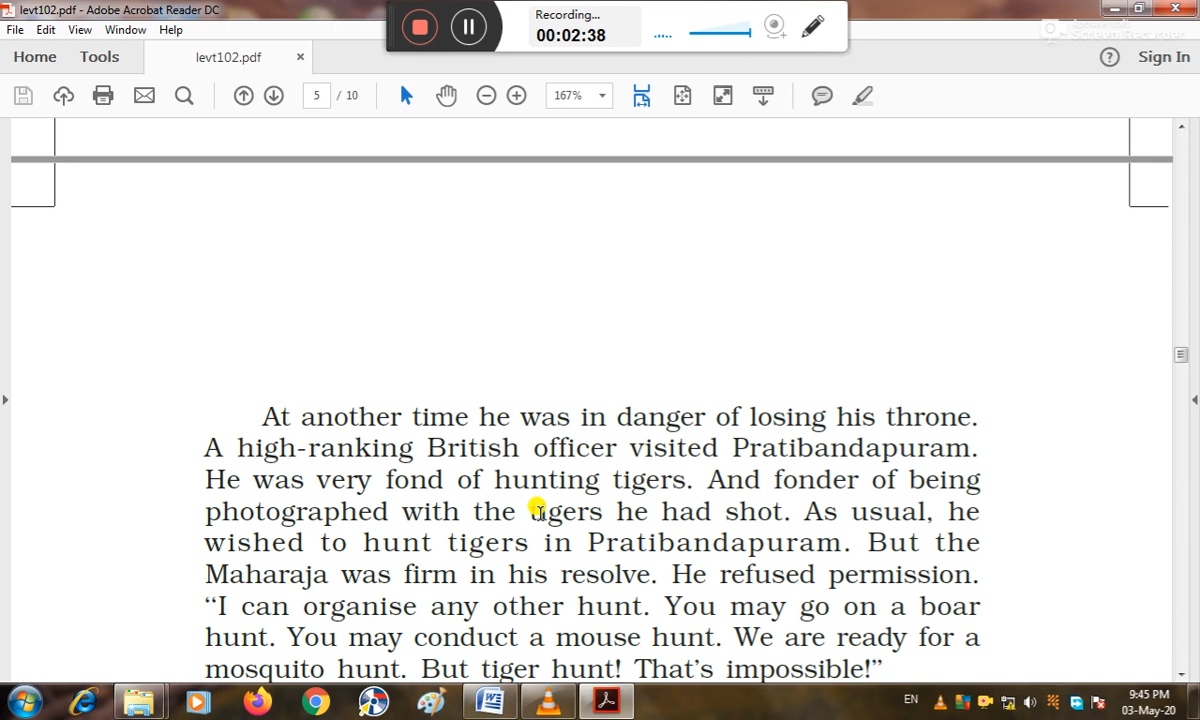 levt102.pdf - Adobe Acrobat Reader DC
Recording...
00:02:38
File Edit View Window Help
Home Tools levt102.pdf × Sign In
5 / 10 167%
At another time he was in danger of losing his throne.
A high-ranking British officer visited Pratibandapuram.
He was very fond of hunting tigers. And fonder of being
photographed with the tigers he had shot. As usual, he
wished to hunt tigers in Pratibandapuram. But the
Maharaja was firm in his resolve. He refused permission.
“I can organise any other hunt. You may go on a boar
hunt. You may conduct a mouse hunt. We are ready for a
mosquito hunt. But tiger hunt! That’s impossible!”
EN 9:45 PM
03-May-20